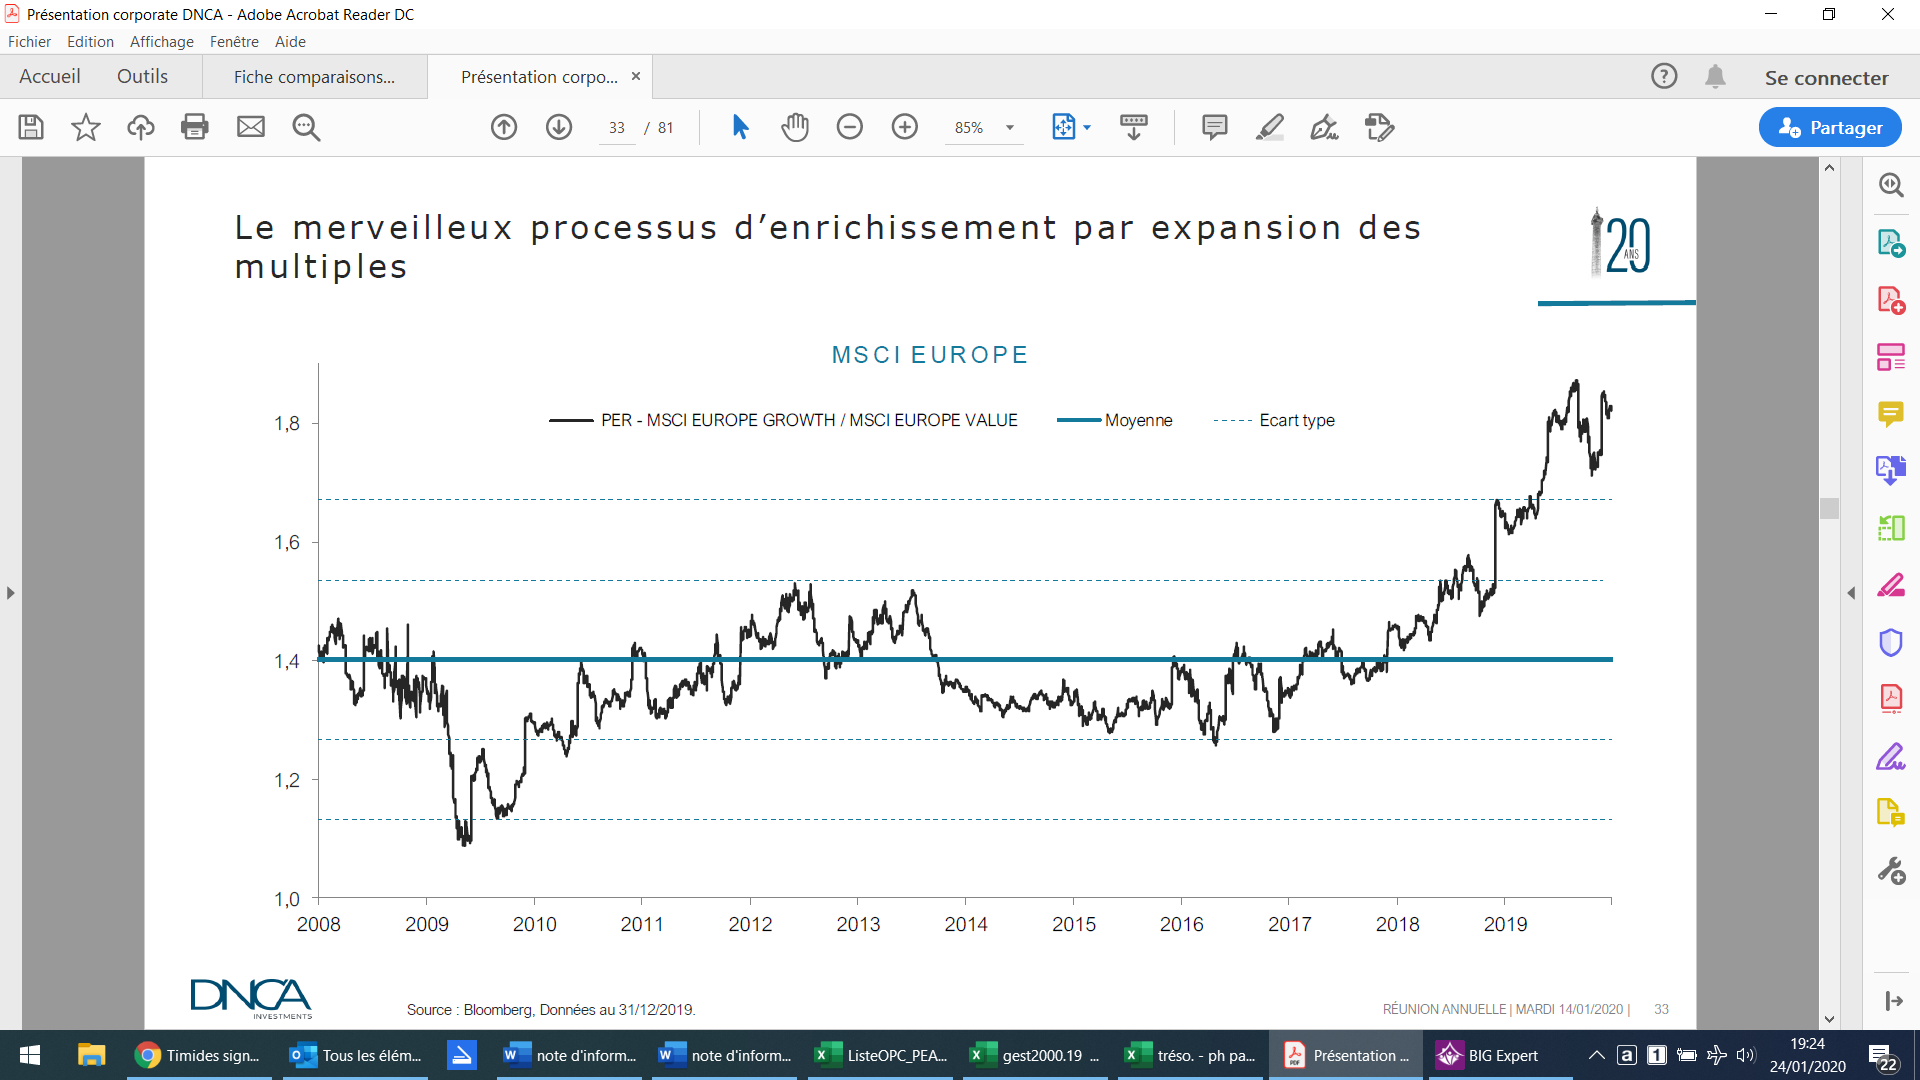 Présentation corporate DNCA - Adobe Acrobat Reader DC
Fichier Edition Affichage Fenêtre Aide
Accueil Outils Fiche comparaisons... Présentation corpo... Se connecter
33 / 81 85% Partager
Le merveilleux processus d’enrichissement par expansion des
multiples
20
ANS
MSCI EUROPE
PER - MSCI EUROPE GROWTH / MSCI EUROPE VALUE Moyenne Ecart type
1,8
1,6
1,4
1,2
1,0
2008 2009 2010 2011 2012 2013 2014 2015 2016 2017 2018 2019
DNCA
INVESTMENTS
Source : Bloomberg, Données au 31/12/2019.
RÉUNION ANNUELLE | MARDI 14/01/2020 | 33
Timides sign... Tous les élém... note d'inform... note d'inform... ListeOPC_PEA... gest2000.19 ... tréso. - ph pa... Présentation ... BIG Expert
19:24
24/01/2020
22